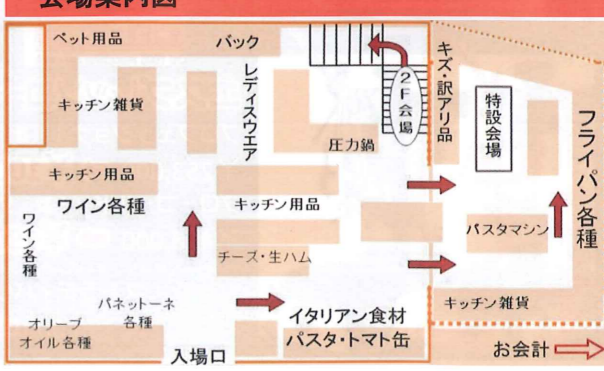 会場案内図
ペット用品
バック
キッチン雑貨
レディスウエア
圧力鍋
2F会場
キズ・訳アリ品
特設会場
フライパン各種
キッチン用品
ワイン各種
キッチン用品
ワイン各種
チーズ・生ハム
パスタマシン
パネットーネ
各種
オリーブ
オイル各種
イタリアン食材
パスタ・トマト缶
キッチン雑貨
入場口
お会計